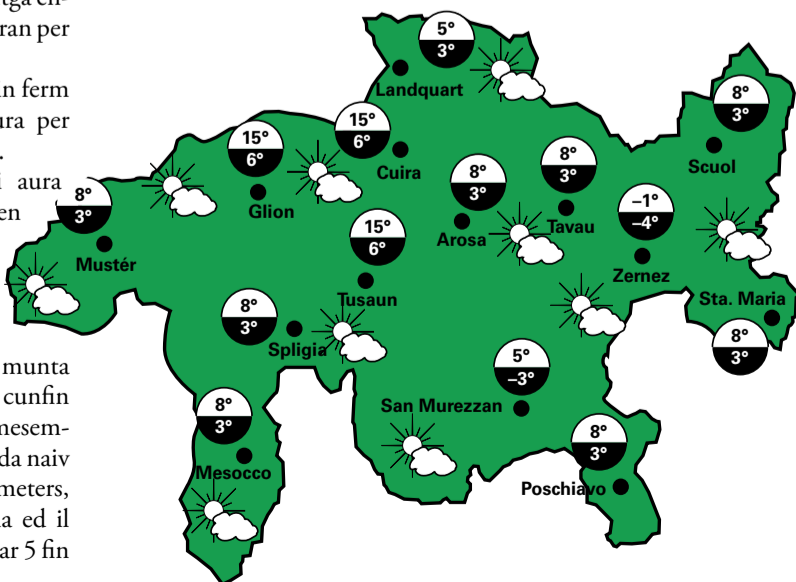 tga en-
ran per
n ferm
ura per
.
i aura
en
munta
cunfin
nesem-
da naiv
meters,
a ed il
ar 5 fin
5°
3°
Landquart
15°
6°
Cuira
15°
6°
Glion
8°
3°
Mustér
8°
3°
Arosa
8°
3°
Tavau
8°
3°
Scuol
–1°
–4°
Zernez
15°
6°
Tusaun
8°
3°
Spligia
Sta. Maria
8°
3°
5°
–3°
San Murezzan
8°
3°
Mesocco
8°
3°
Poschiavo